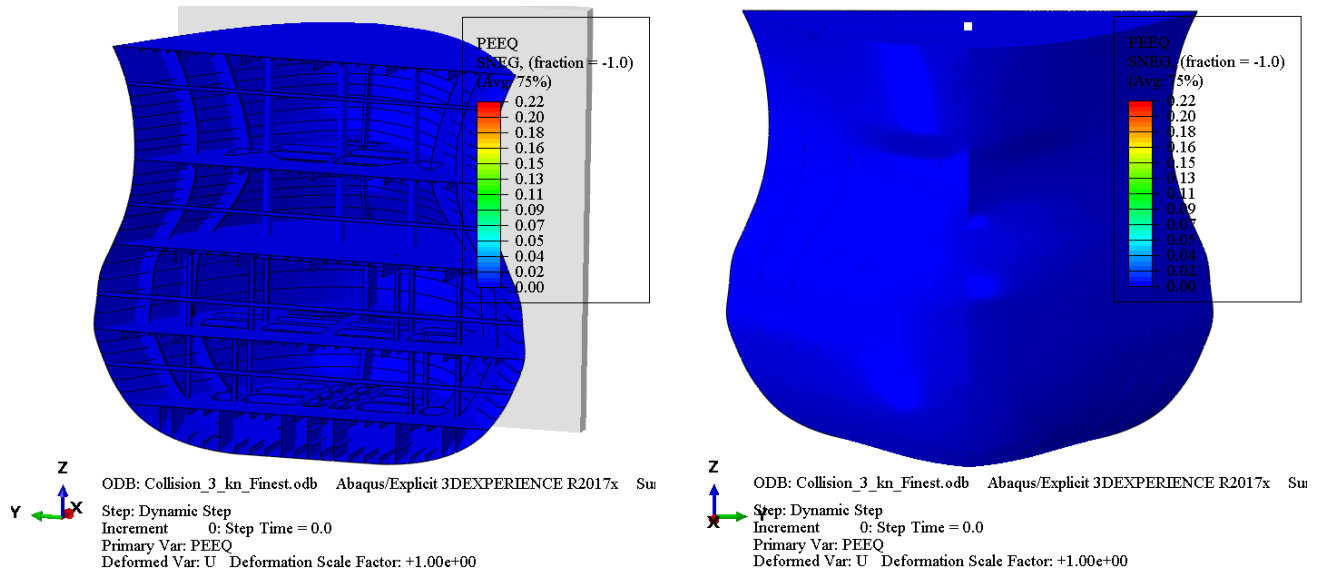 PEEQ
SNEG, (fraction = -1.0)
(Avg: 75%)
0.22
0.20
0.18
0.16
0.15
0.13
0.11
0.09
0.07
0.05
0.04
0.02
0.00
Z
Y
X
ODB: Collision_3_kn_Finest.odb Abaqus/Explicit 3DEXPERIENCE R2017x
Step: Dynamic Step
Increment 0: Step Time = 0.0
Primary Var: PEEQ
Deformed Var: U Deformation Scale Factor: +1.00e+00
PEEQ
SNEG, (fraction = -1.0)
(Avg: 75%)
0.22
0.20
0.18
0.16
0.15
0.13
0.11
0.09
0.07
0.05
0.04
0.02
0.00
Z
X
Y
ODB: Collision_3_kn_Finest.odb Abaqus/Explicit 3DEXPERIENCE R2017x
Step: Dynamic Step
Increment 0: Step Time = 0.0
Primary Var: PEEQ
Deformed Var: U Deformation Scale Factor: +1.00e+00